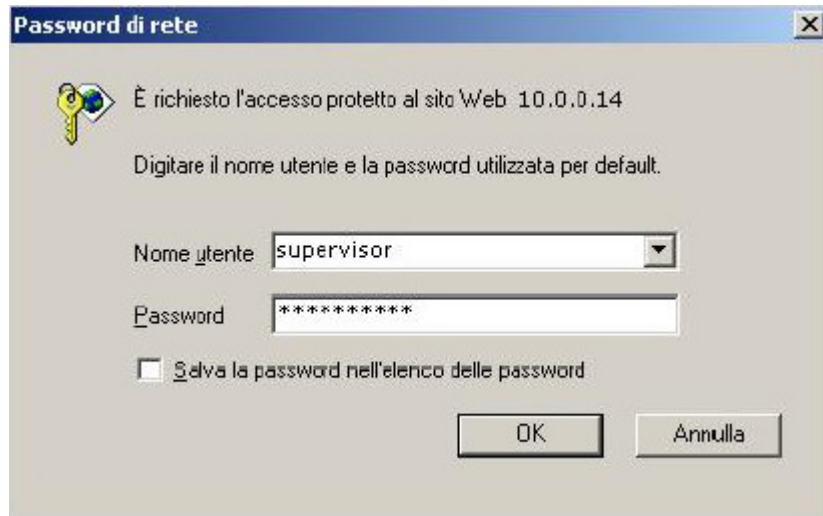 Password di rete
È richiesto l'accesso protetto al sito Web 10.0.0.14
Digitare il nome utente e la password utilizzata per default.
Nome utente supervisor
Password **********
Salva la password nell'elenco delle password
OK Annulla